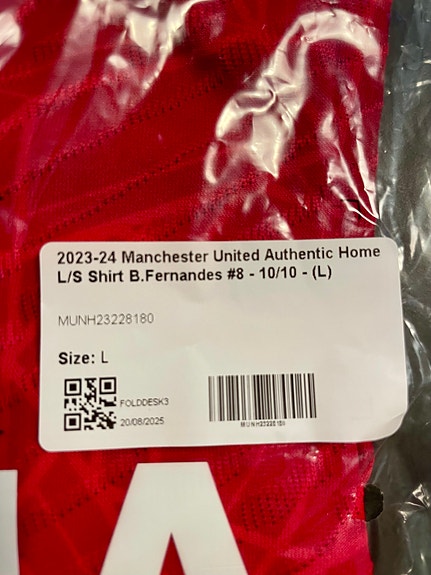 2023-24 Manchester United Authentic Home
L/S Shirt B.Fernandes #8 - 10/10 - (L)
MUNH23228180
Size: L
FOLDDESK3
20/08/2025
MUNH23228180